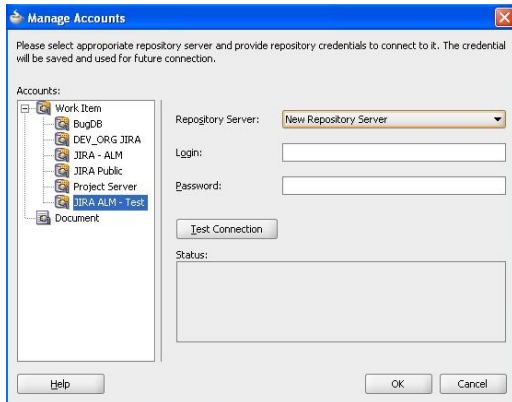 Manage Accounts
Please select approporiate repository server and provide repository credentials to connect to it. The credential
will be saved and used for future connection.
Accounts:
Work Item
BugDB
DEV_ORG JIRA
JIRA - ALM
JIRA Public
Project Server
JIRA ALM - Test
Document
Repository Server: New Repository Server
Login:
Password:
Test Connection
Status:
Help OK Cancel